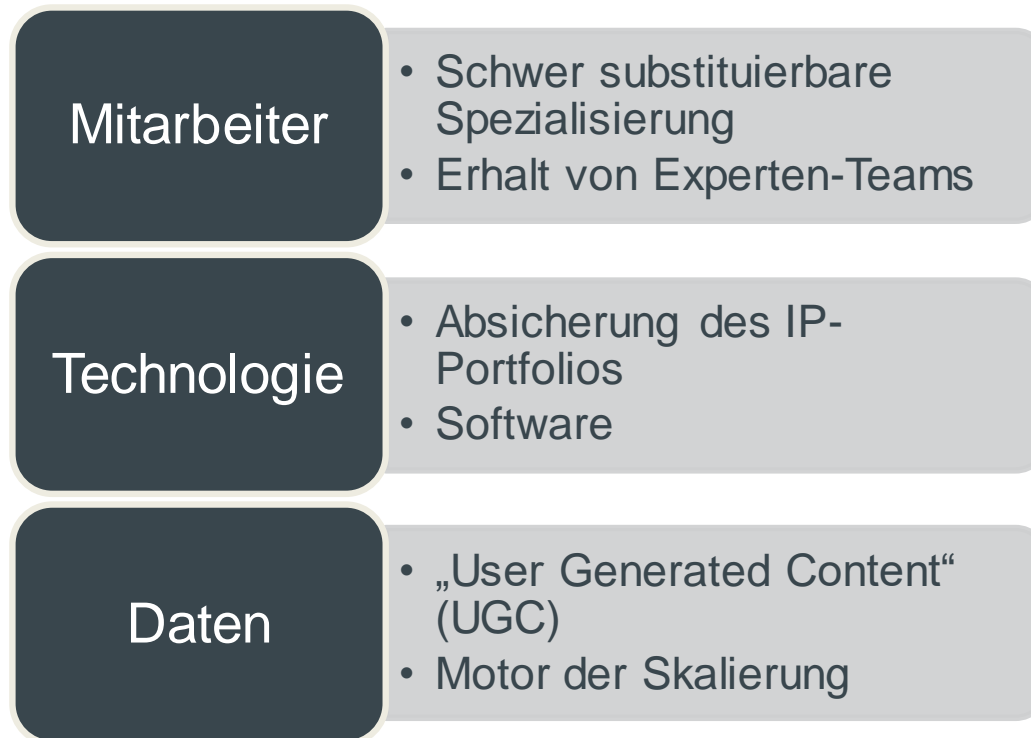 Mitarbeiter
• Schwer substituierbare
Spezialisierung
• Erhalt von Experten-Teams
Technologie
• Absicherung des IP-
Portfolios
• Software
Daten
• „User Generated Content“
(UGC)
• Motor der Skalierung